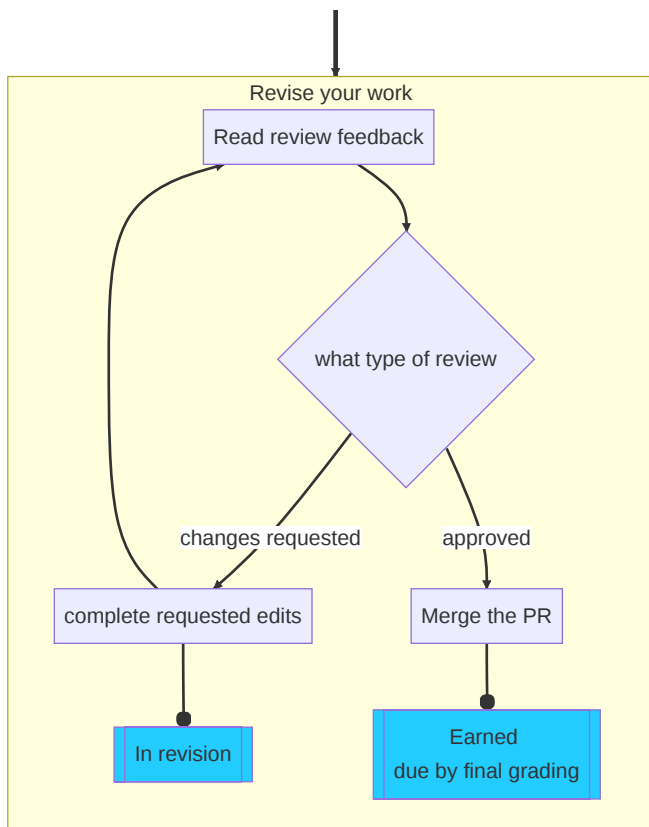 Revise your work
Read review feedback
what type of review
changes requested
approved
complete requested edits
Merge the PR
In revision
Earned
due by final grading